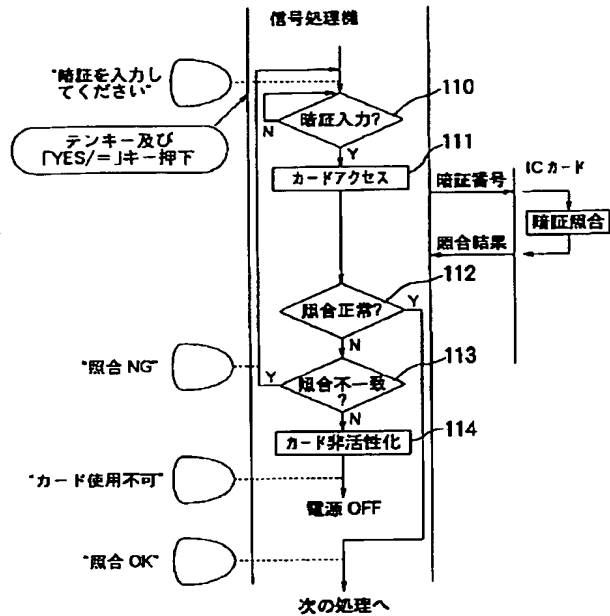 信号処理機
"暗証を入力し
てください"
テンキー及び
「YES/=」キー押下
110
暗証入力?
N
Y
111
カードアクセス
暗証番号
ICカード
暗証照合
照合結果
112
照合正常?
Y
N
113
"照合 NG"
Y
照合不一致
?
N
114
カード非活性化
"カード使用不可"
電源 OFF
"照合 OK"
次の処理へ